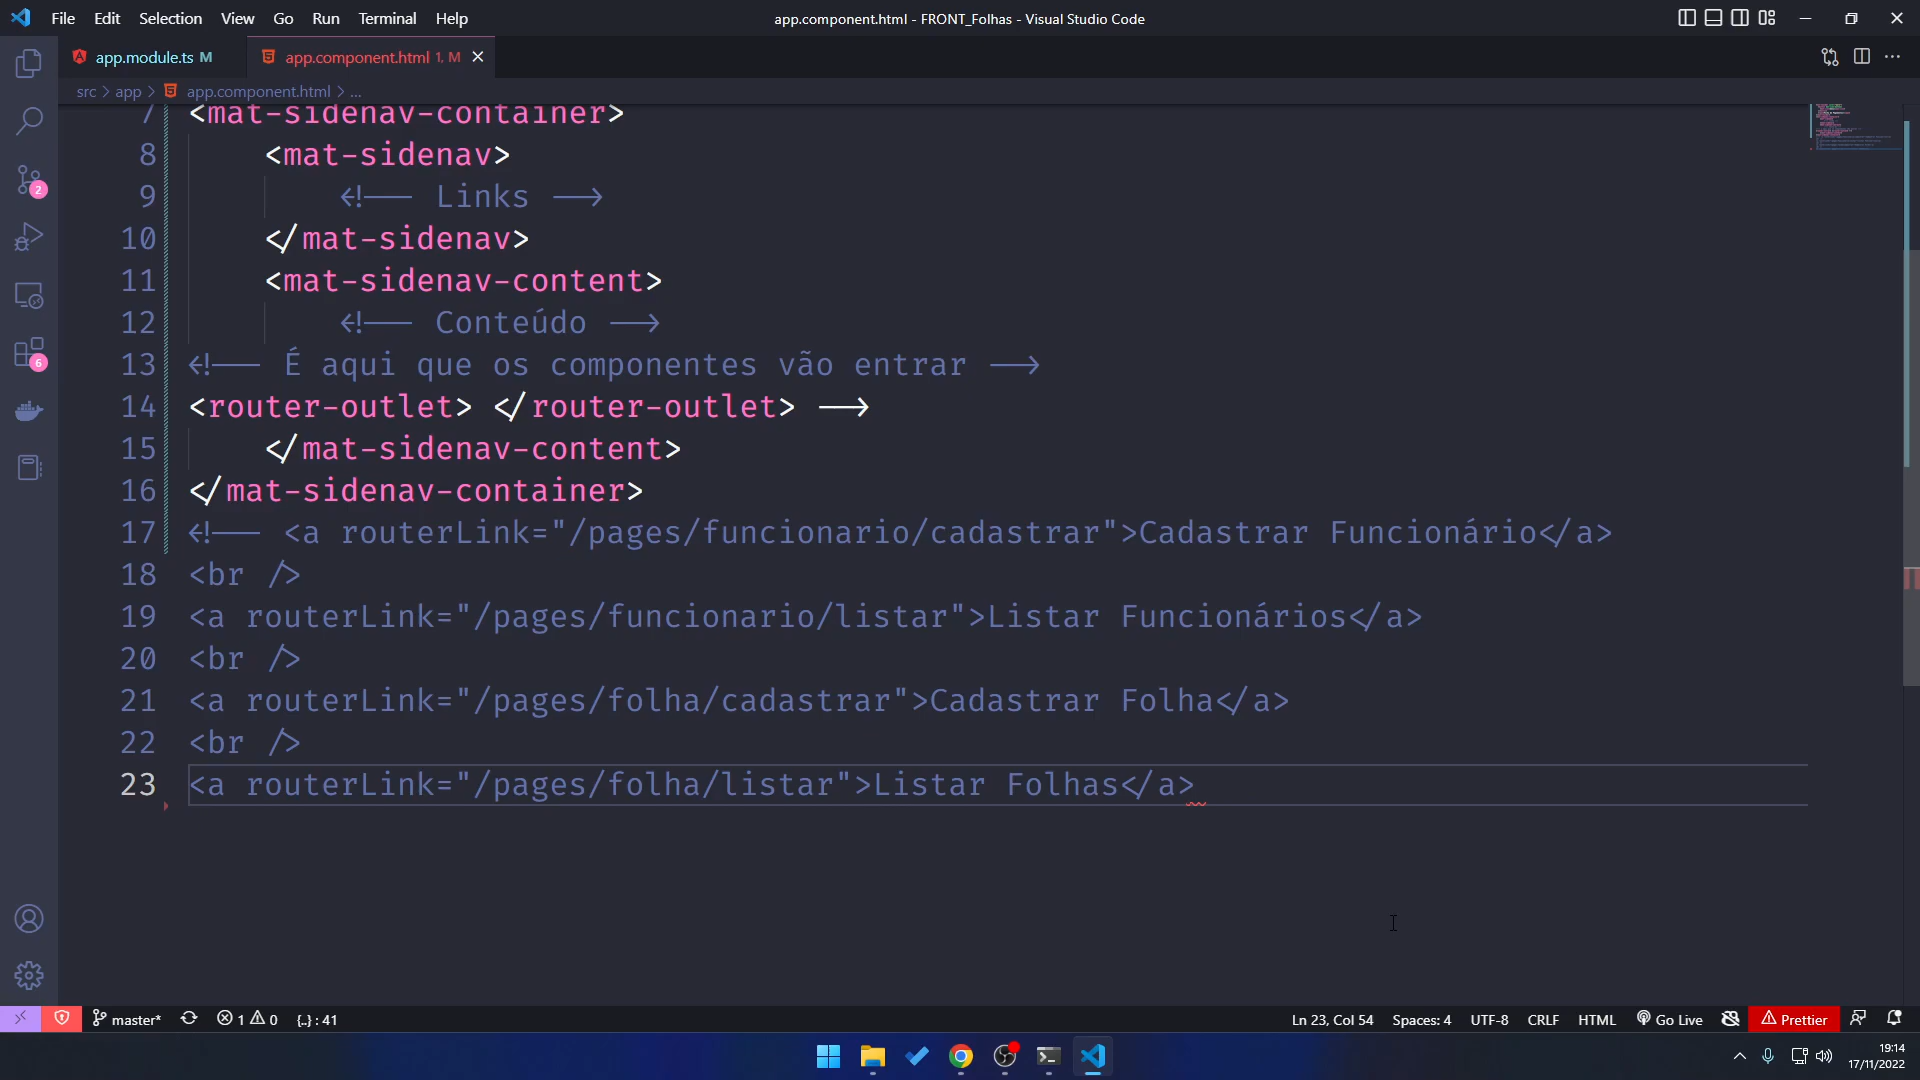 File Edit Selection View Go Run Terminal Help
app.component.html - FRONT_Folhas - Visual Studio Code
app.module.ts M
app.component.html 1, M
src > app > app.component.html > ...
7 <mat-sidenav-container>
8 <mat-sidenav>
9 <!-- Links -->
10 </mat-sidenav>
11 <mat-sidenav-content>
12 <!-- Conteúdo -->
13 <!-- É aqui que os componentes vão entrar -->
14 <router-outlet> </router-outlet> -->
15 </mat-sidenav-content>
16 </mat-sidenav-container>
17 <!-- <a routerLink="/pages/funcionario/cadastrar">Cadastrar Funcionário</a>
18 <br />
19 <a routerLink="/pages/funcionario/listar">Listar Funcionários</a>
20 <br />
21 <a routerLink="/pages/folha/cadastrar">Cadastrar Folha</a>
22 <br />
23 <a routerLink="/pages/folha/listar">Listar Folhas</a>
2
6
master* 1 0 {..} : 41
Ln 23, Col 54 Spaces: 4 UTF-8 CRLF HTML Go Live Prettier
19:14
17/11/2022